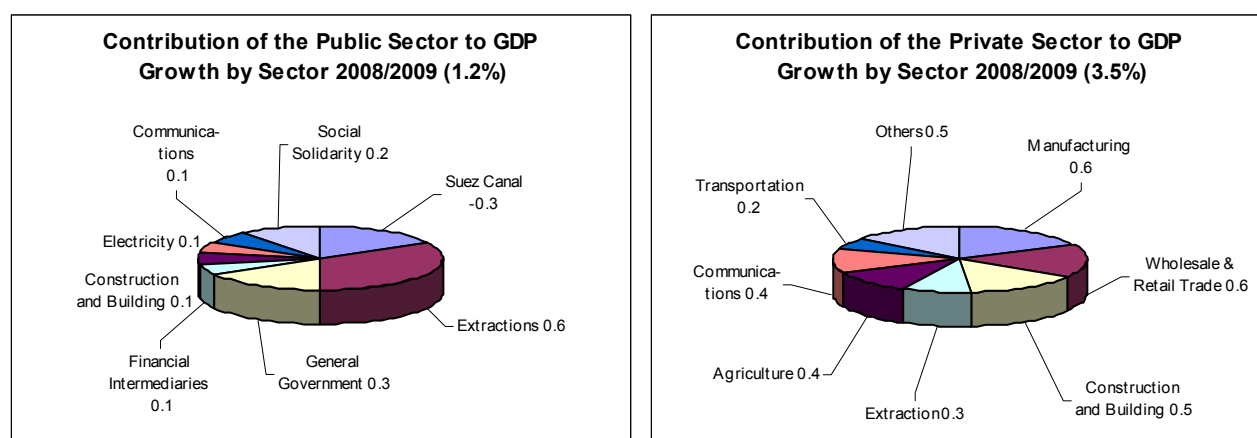 Contribution of the Public Sector to GDP
Growth by Sector 2008/2009 (1.2%)
Communica-
tions
0.1
Social
Solidarity 0.2
Suez Canal
-0.3
Electricity 0.1
Construction
and Building 0.1
Extractions 0.6
Financial
Intermediaries
0.1
General
Government 0.3
Contribution of the Private Sector to GDP
Growth by Sector 2008/2009 (3.5%)
Others 0.5
Manufacturing
0.6
Transportation
0.2
Wholesale &
Retail Trade 0.6
Communica-
tions 0.4
Agriculture 0.4
Extraction 0.3
Construction
and Building 0.5